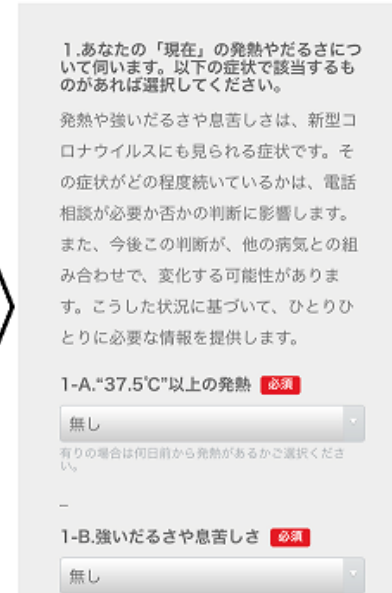 1.あなたの「現在」の発熱やだるさにつ
いて伺います。以下の症状で該当するも
のがあれば選択してください。
発熱や強いだるさや息苦しさは、新型コ
ロナウイルスにも見られる症状です。そ
の症状がどの程度続いているかは、電話
相談が必要か否かの判断に影響します。
また、今後この判断が、他の病気との組
み合わせで、変化する可能性がありま
す。こうした状況に基づいて、ひとりひ
とりに必要な情報を提供します。
1-A.“37.5℃”以上の発熱 必須
無し
有りの場合は何日前から発熱があるかご選択くださ
い。
_
1-B.強いだるさや息苦しさ 必須
無し